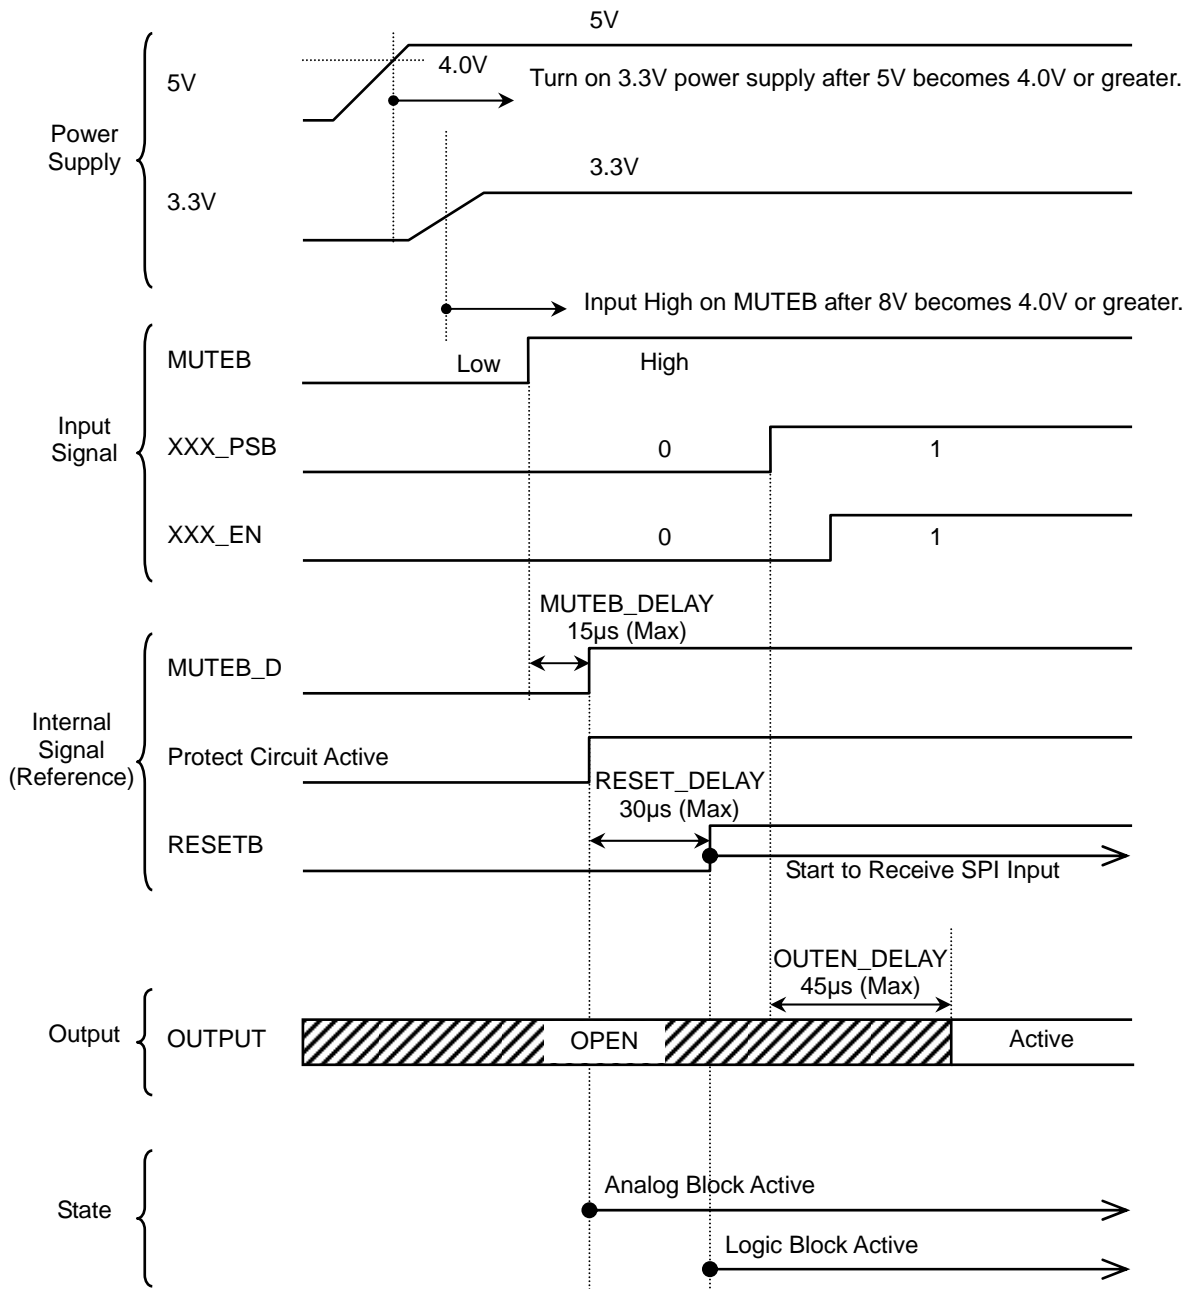 5V
5V
4.0V
Turn on 3.3V power supply after 5V becomes 4.0V or greater.
Power
Supply
3.3V
3.3V
Input High on MUTEB after 8V becomes 4.0V or greater.
MUTEB
Low
High
Input
Signal
XXX_PSB
0
1
XXX_EN
0
1
MUTEB_DELAY
15μs (Max)
MUTEB_D
Internal
Signal
(Reference)
Protect Circuit Active
RESET_DELAY
30μs (Max)
RESETB
Start to Receive SPI Input
OUTEN_DELAY
45μs (Max)
Output
OUTPUT
OPEN
Active
State
Analog Block Active
Logic Block Active